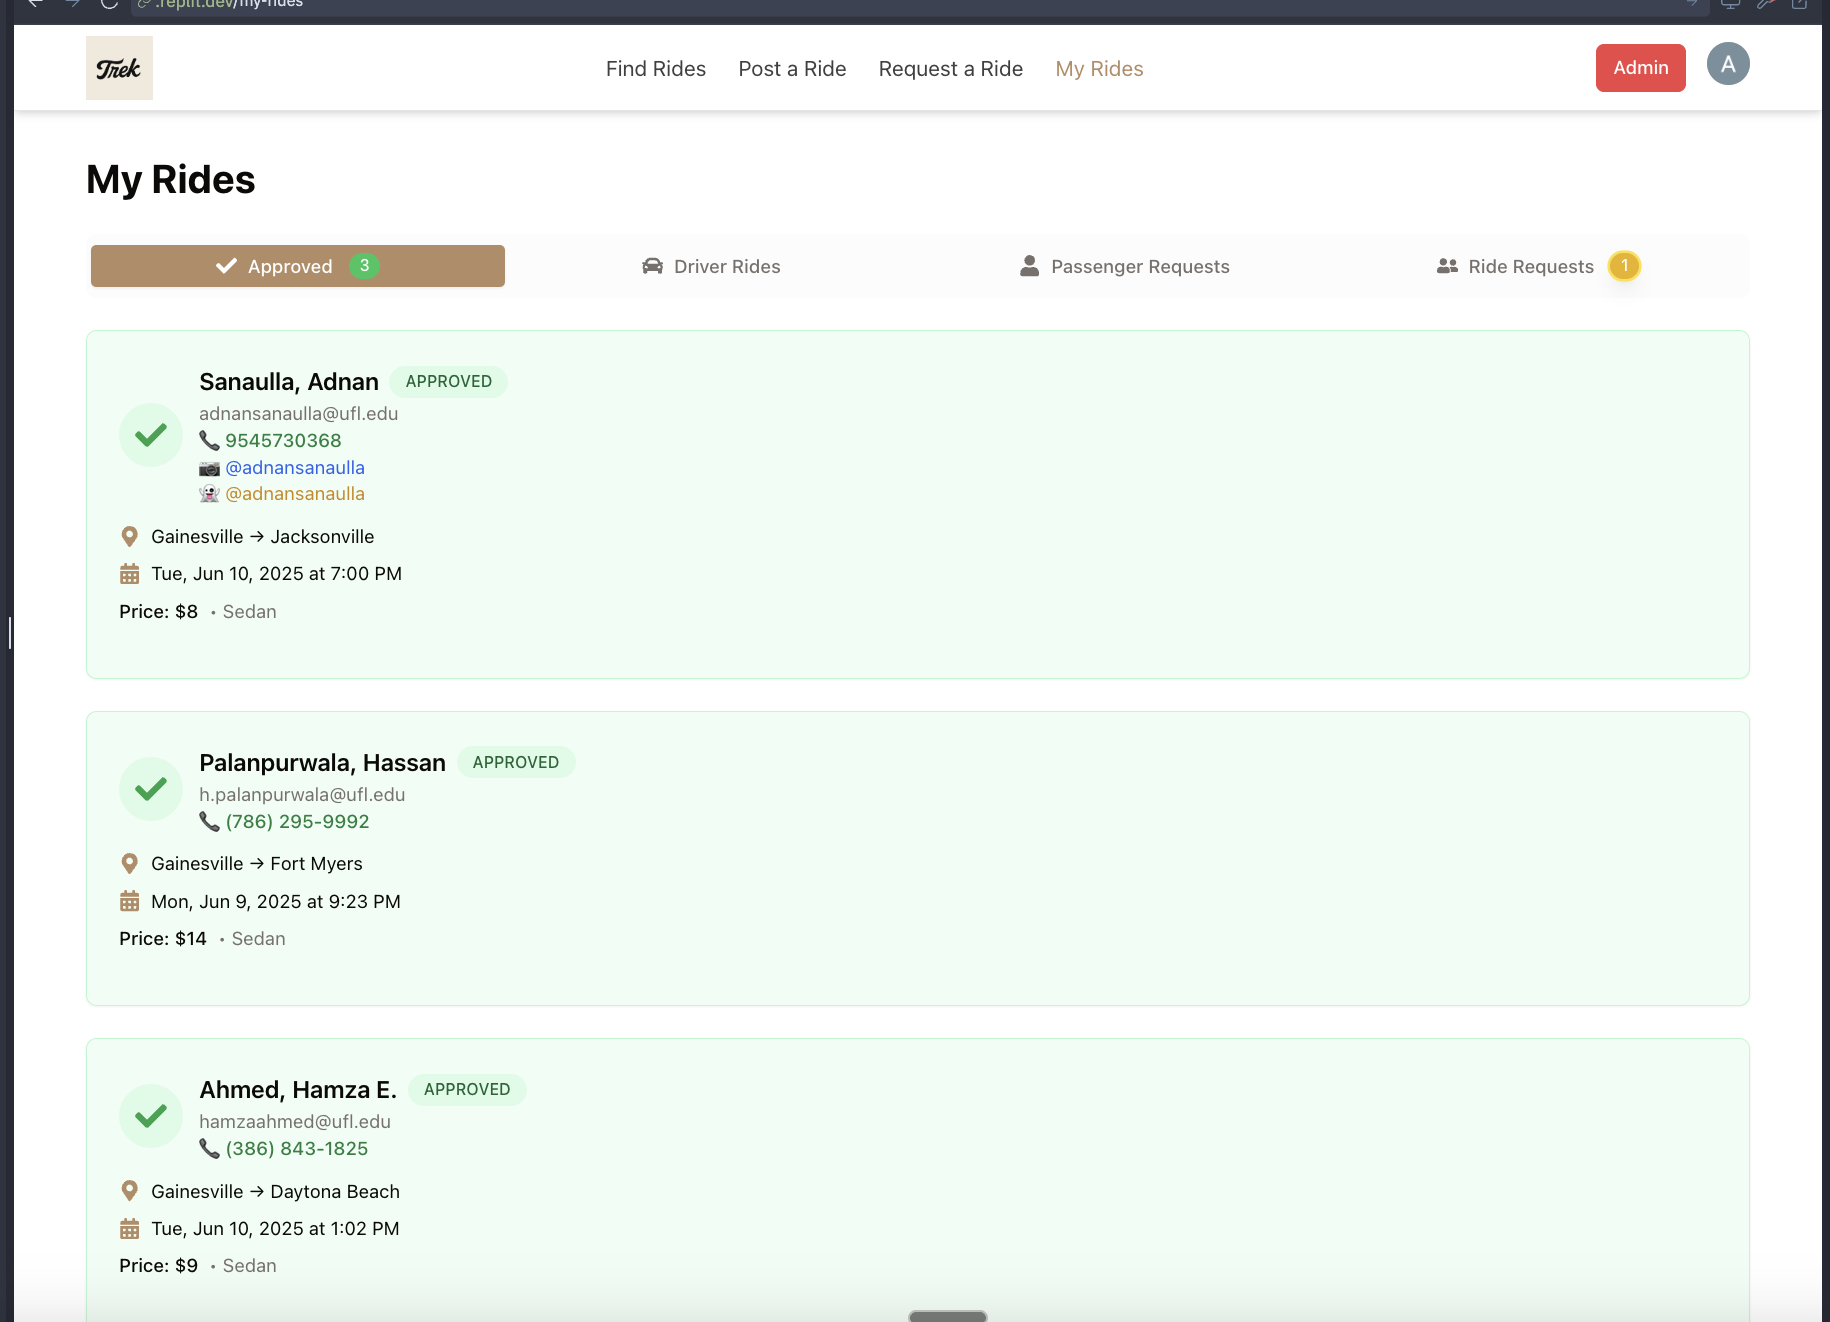 .replit.dev/my-rides
Trek
Find Rides
Post a Ride
Request a Ride
My Rides
Admin
A
My Rides
Approved 3
Driver Rides
Passenger Requests
Ride Requests 1
Sanaulla, Adnan APPROVED
adnansanaulla@ufl.edu
9545730368
@adnansanaulla
@adnansanaulla
Gainesville → Jacksonville
Tue, Jun 10, 2025 at 7:00 PM
Price: $8 • Sedan
Palanpurwala, Hassan APPROVED
h.palanpurwala@ufl.edu
(786) 295-9992
Gainesville → Fort Myers
Mon, Jun 9, 2025 at 9:23 PM
Price: $14 • Sedan
Ahmed, Hamza E. APPROVED
hamzaahmed@ufl.edu
(386) 843-1825
Gainesville → Daytona Beach
Tue, Jun 10, 2025 at 1:02 PM
Price: $9 • Sedan